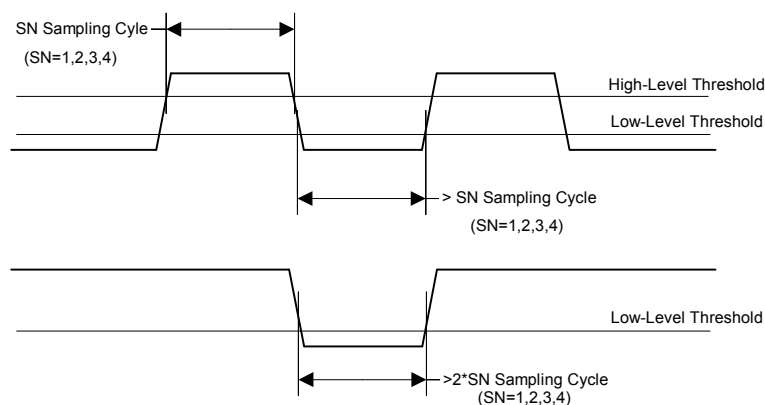 SN Sampling Cyle
(SN=1,2,3,4)
High-Level Threshold
Low-Level Threshold
> SN Sampling Cycle
(SN=1,2,3,4)
Low-Level Threshold
>2*SN Sampling Cycle
(SN=1,2,3,4)